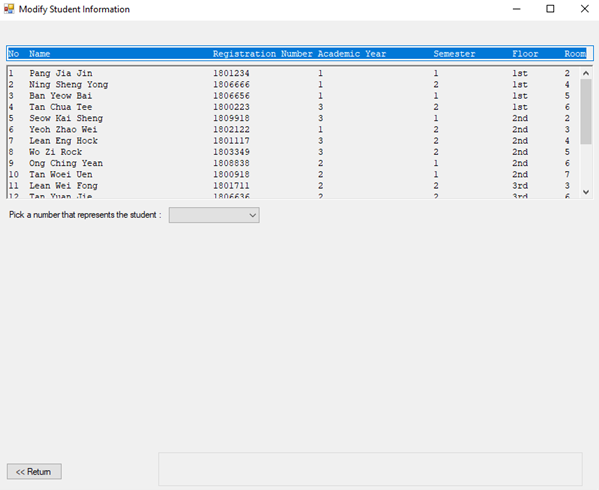 Modify Student Information
No Name Registration Number Academic Year Semester Floor Room
1 Pang Jia Jin 1801234 1 1 1st 2
2 Ning Sheng Yong 1806666 1 2 1st 4
3 Ban Yeow Bai 1806656 1 1 1st 5
4 Tan Chua Tee 1800223 3 2 1st 6
5 Seow Kai Sheng 1809918 3 1 2nd 2
6 Yeoh Zhao Wei 1802122 1 2 2nd 3
7 Lean Eng Hock 1801117 3 2 2nd 4
8 Wo Zi Rock 1803349 3 2 2nd 5
9 Ong Ching Yean 1808838 2 1 2nd 6
10 Tan Woei Uen 1800918 2 1 2nd 7
11 Lean Wei Fong 1801711 2 2 3rd 3
12 Tan Yuan Jie 1806636 2 2 3rd 6
Pick a number that represents the student :
<< Return